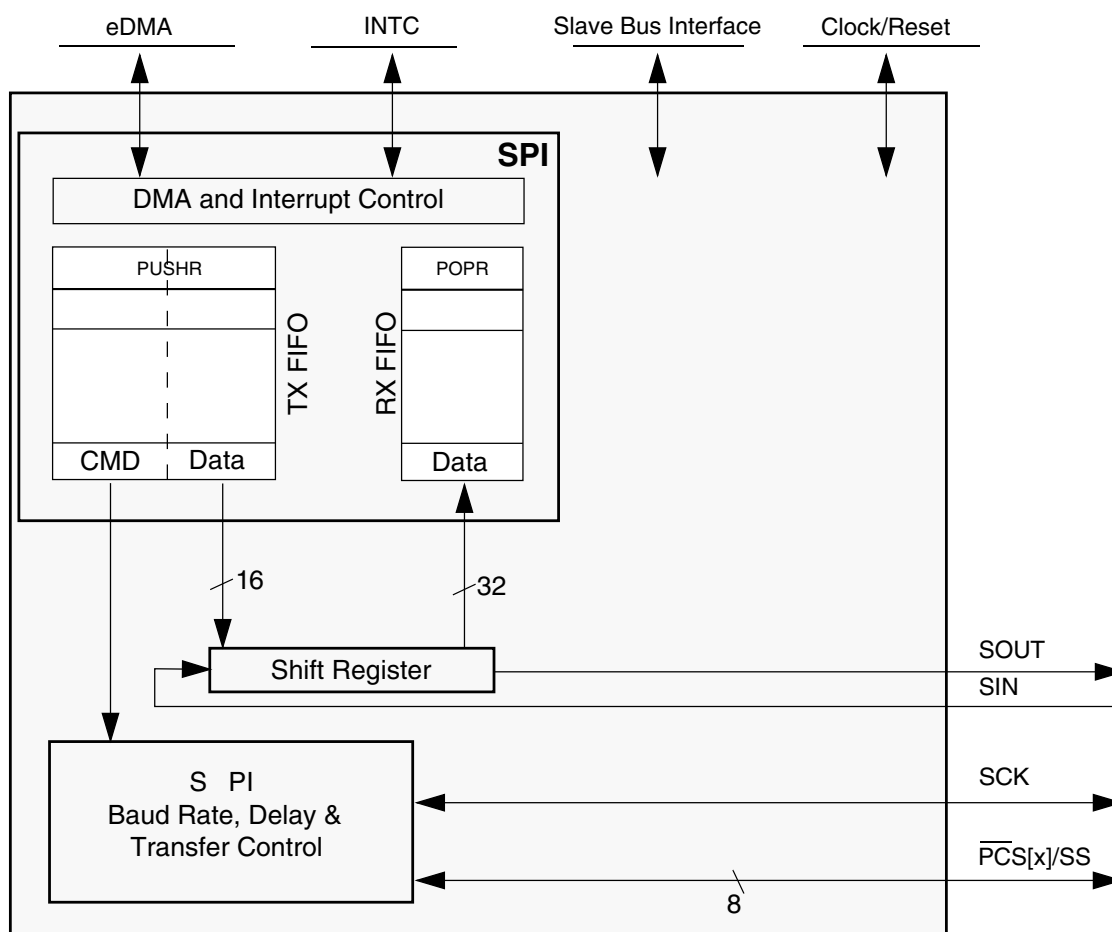 eDMA
INTC
Slave Bus Interface
Clock/Reset
SPI
DMA and Interrupt Control
PUSHR
POPR
TX FIFO
RX FIFO
CMD
Data
Data
16
32
Shift Register
SOUT
SIN
S PI
Baud Rate, Delay &
Transfer Control
SCK
PCS[x]/SS
8